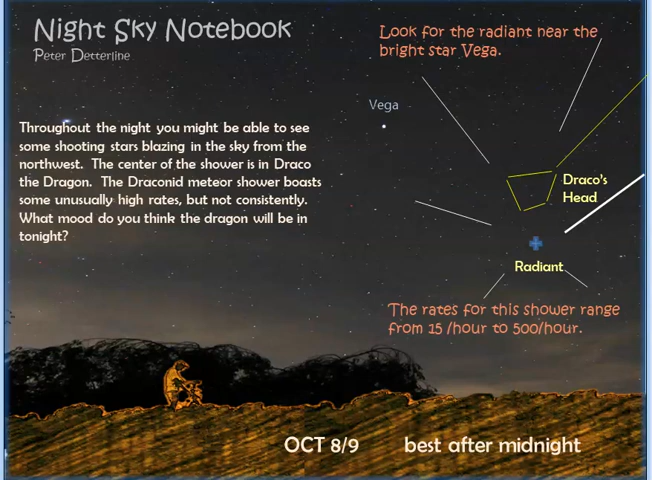 Night Sky Notebook
Peter Detterline
Look for the radiant near the
bright star Vega.
Vega
Throughout the night you might be able to see
some shooting stars blazing in the sky from the
northwest. The center of the shower is in Draco
the Dragon. The Draconid meteor shower boasts
some unusually high rates, but not consistently.
What mood do you think the dragon will be in
tonight?
Draco's
Head
Radiant
The rates for this shower range
from 15 /hour to 500/hour.
OCT 8/9
best after midnight